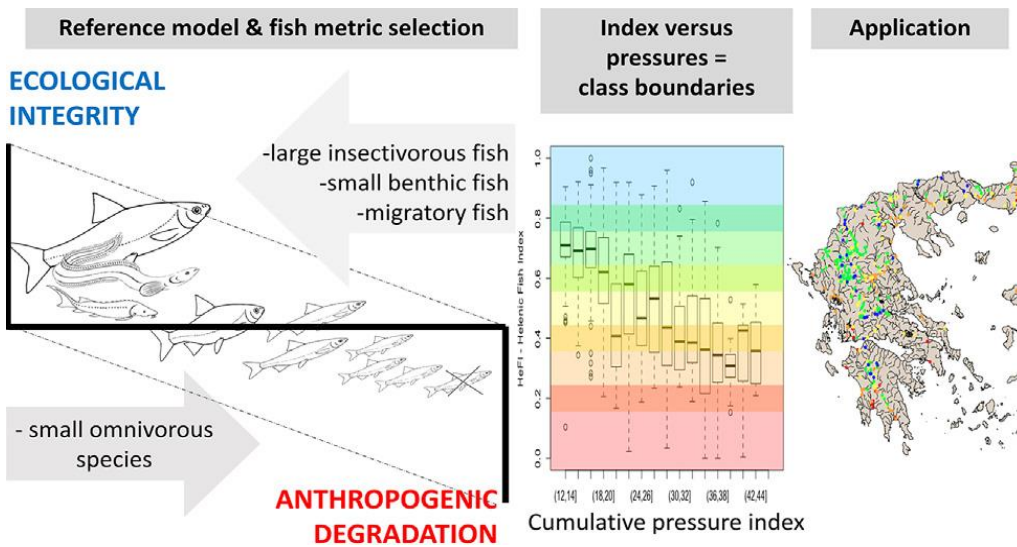 Reference model & fish metric selection
Index versus
pressures =
class boundaries
Application
ECOLOGICAL
INTEGRITY
-large insectivorous fish
-small benthic fish
-migratory fish
- small omnivorous
species
ANTHROPOGENIC
DEGRADATION
HeFI - Helenic Fish Index
1.0
0.8
0.6
0.4
0.2
0.0
(12,14]
(18,20]
(24,26]
(30,32]
(36,38]
(42,44]
Cumulative pressure index